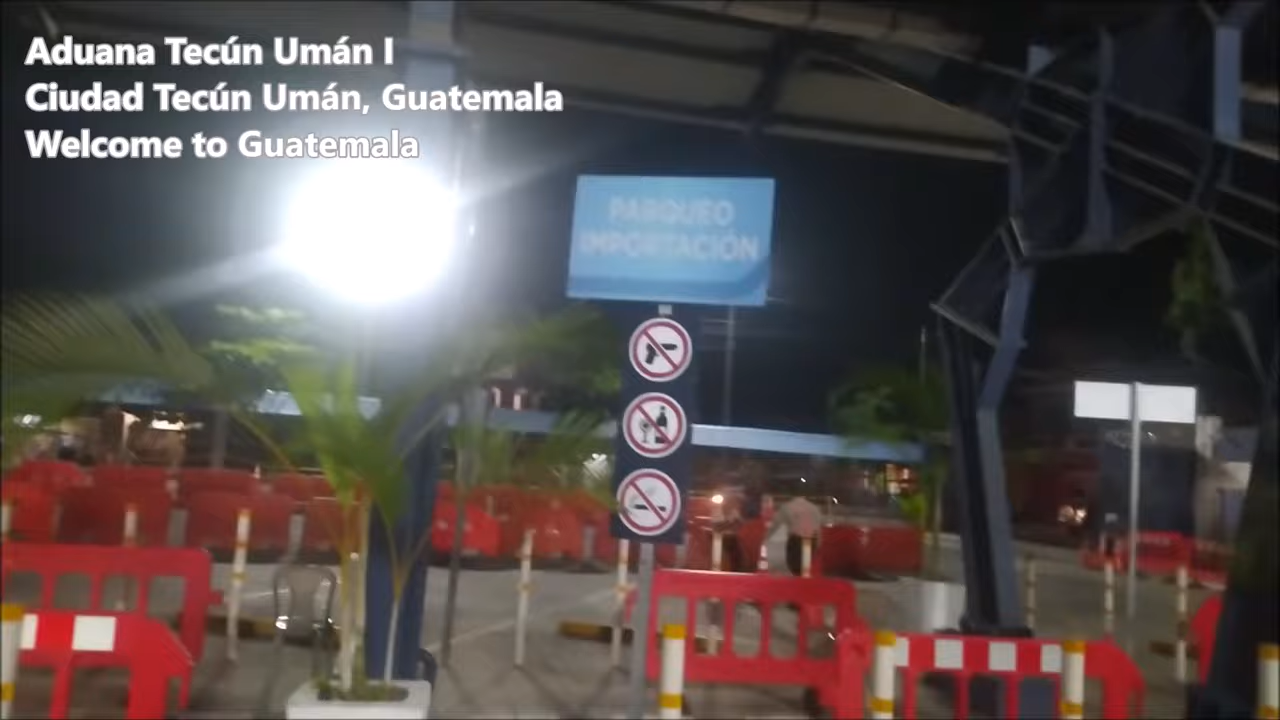 Aduana Tecún Umán I
Ciudad Tecún Umán, Guatemala
Welcome to Guatemala
PARQUEO
IMPORTACIÓN